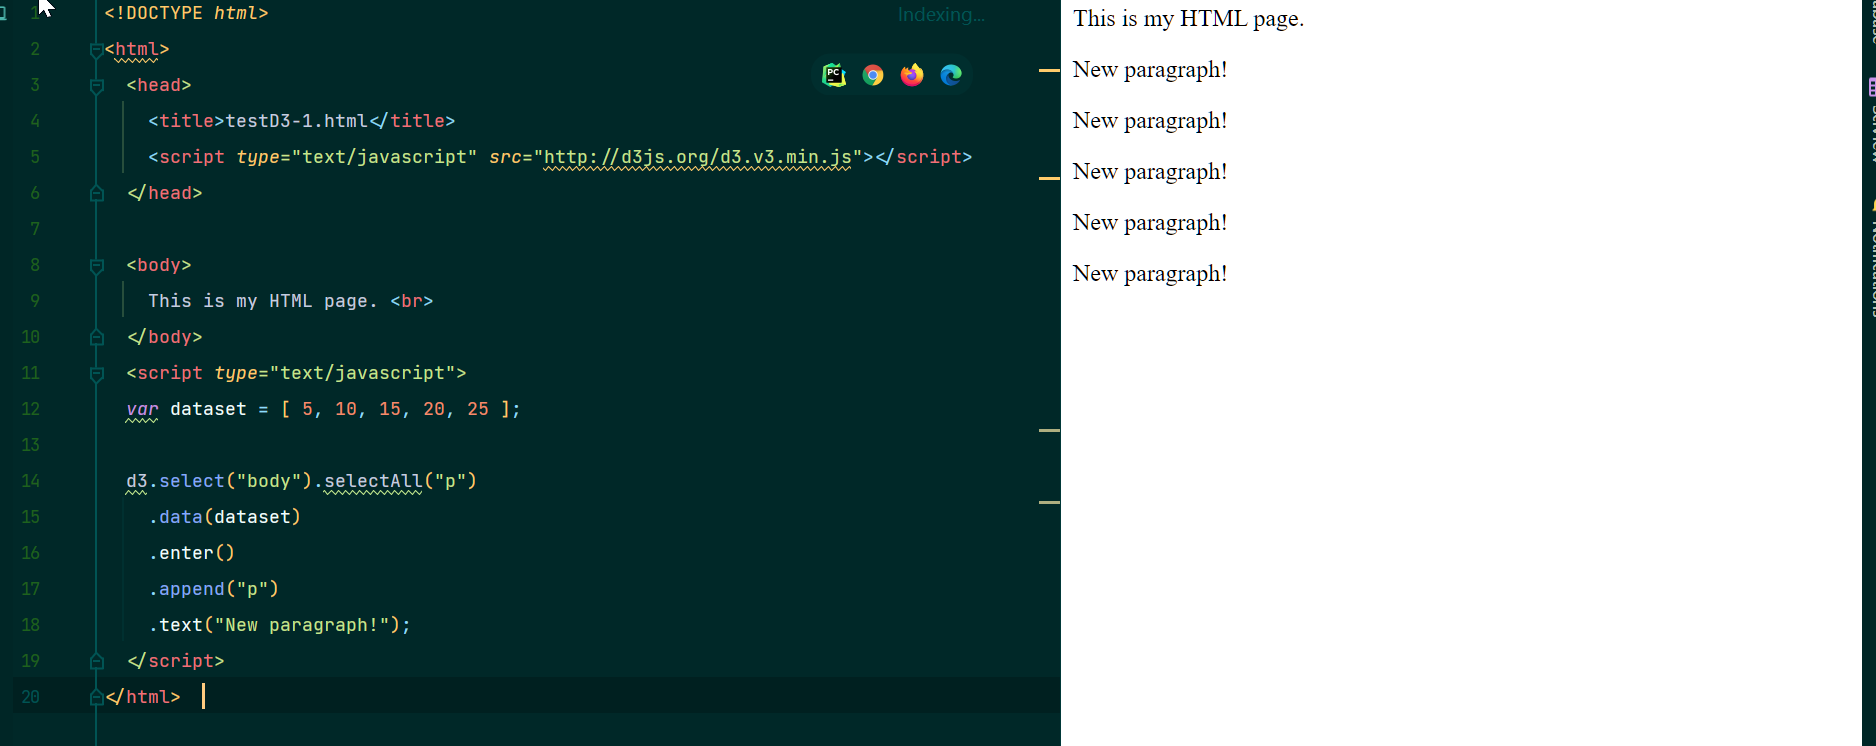 1 <!DOCTYPE html>
Indexing...
2 <html>
3 <head>
4 <title>testD3-1.html</title>
5 <script type="text/javascript" src="http://d3js.org/d3.v3.min.js"></script>
6 </head>
7
8 <body>
9 This is my HTML page. <br>
10 </body>
11 <script type="text/javascript">
12 var dataset = [ 5, 10, 15, 20, 25 ];
13
14 d3.select("body").selectAll("p")
15 .data(dataset)
16 .enter()
17 .append("p")
18 .text("New paragraph!");
19 </script>
20 </html>
PC
This is my HTML page.
New paragraph!
New paragraph!
New paragraph!
New paragraph!
New paragraph!